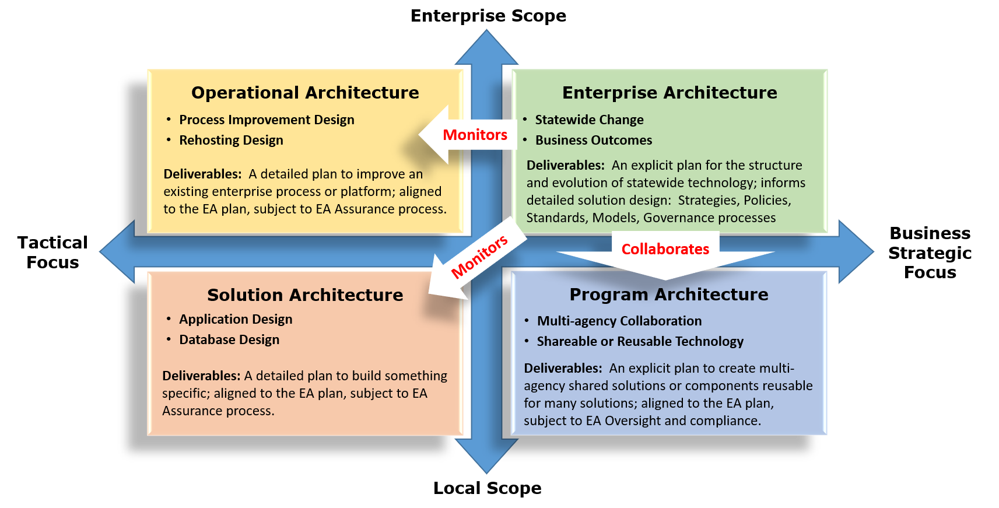 Enterprise Scope
Operational Architecture
• Process Improvement Design
• Rehosting Design
Deliverables:  A detailed plan to improve an
existing enterprise process or platform; aligned
to the EA plan, subject to EA Assurance process.
Monitors
Enterprise Architecture
• Statewide Change
• Business Outcomes
Deliverables:  An explicit plan for the structure
and evolution of statewide technology; informs
detailed solution design:  Strategies, Policies,
Standards, Models, Governance processes
Tactical
Focus
Monitors
Collaborates
Business
Strategic
Focus
Solution Architecture
• Application Design
• Database Design
Deliverables: A detailed plan to build something
specific; aligned to the EA plan, subject to EA
Assurance process.
Program Architecture
• Multi-agency Collaboration
• Shareable or Reusable Technology
Deliverables:  An explicit plan to create multi-
agency shared solutions or components reusable
for many solutions; aligned to the EA plan,
subject to EA Oversight and compliance.
Local Scope